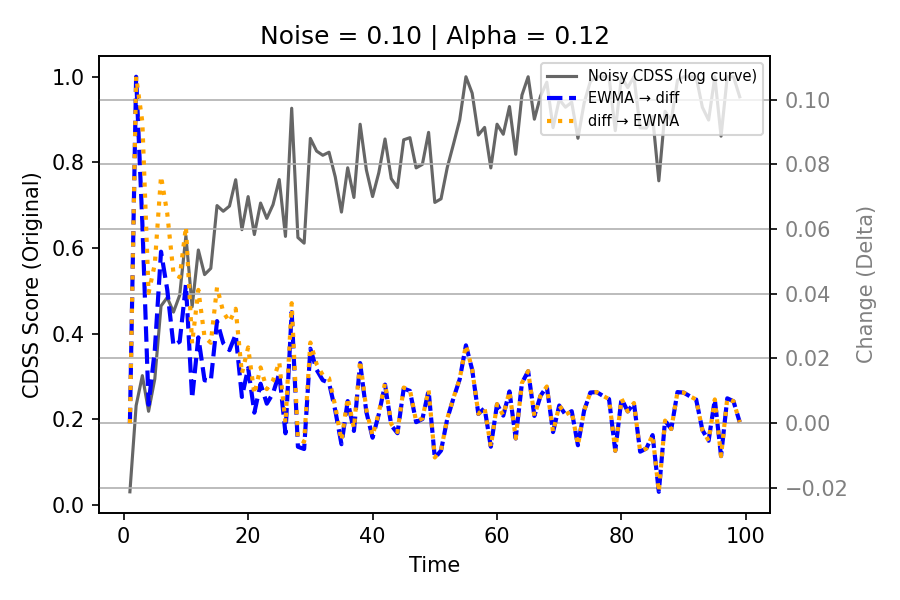 Noise = 0.10 | Alpha = 0.12
Noisy CDSS (log curve)
EWMA → diff
diff → EWMA
CDSS Score (Original)
1.0
0.8
0.6
0.4
0.2
0.0
0.10
0.08
0.06
0.04
0.02
0.00
−0.02
Change (Delta)
0
20
40
60
80
100
Time